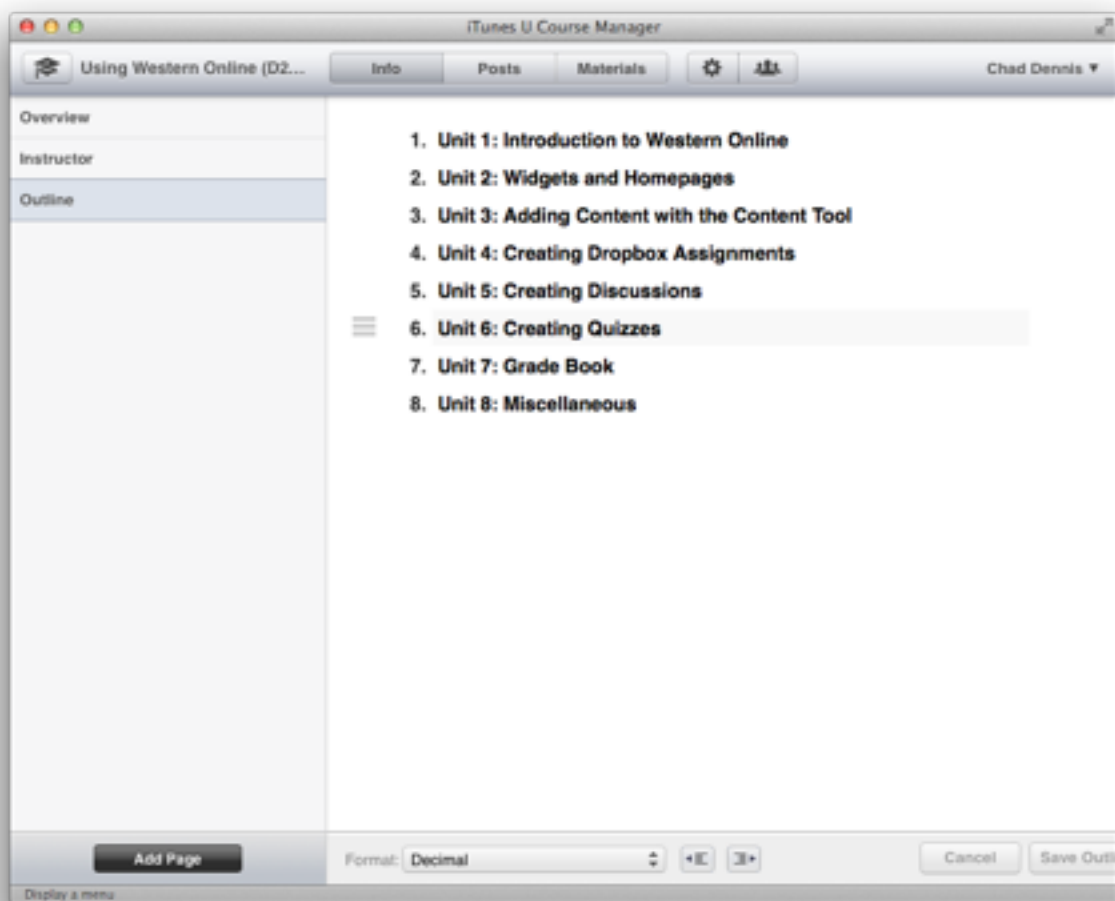 iTunes U Course Manager
Using Western Online (D2...
Info
Posts
Materials
Chad Dennis ▼
Overview
Instructor
Outline
1. Unit 1: Introduction to Western Online
2. Unit 2: Widgets and Homepages
3. Unit 3: Adding Content with the Content Tool
4. Unit 4: Creating Dropbox Assignments
5. Unit 5: Creating Discussions
6. Unit 6: Creating Quizzes
7. Unit 7: Grade Book
8. Unit 8: Miscellaneous
Add Page
Format: Decimal
Cancel
Save Outli
Display a menu